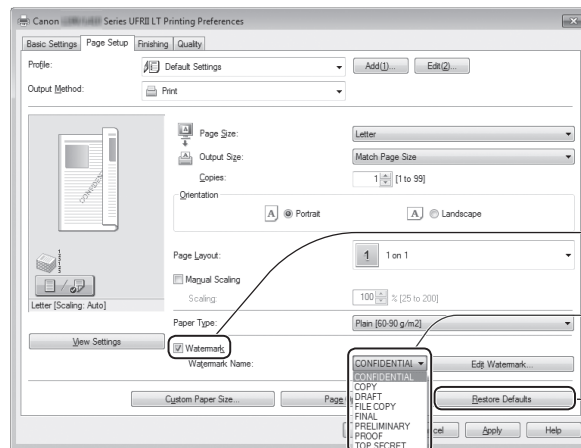 Canon Series UFRII LT Printing Preferences
Basic Settings Page Setup Finishing Quality
Profile: Default Settings Add(1)... Edit(2)...
Output Method: Print
Page Size: Letter
Output Size: Match Page Size
Copies: 1 [1 to 99]
Orientation
A Portrait A Landscape
CONFIDENTIAL
Page Layout: 1 1 on 1
Manual Scaling
Scaling: 100 % [25 to 200]
Letter [Scaling: Auto]
Paper Type: Plain [60-90 g/m2]
View Settings
Watermark
Watermark Name: CONFIDENTIAL Edit Watermark...
CONFIDENTIAL
COPY
DRAFT
FILE COPY
FINAL
PRELIMINARY
PROOF
TOP SECRET
Custom Paper Size... Page Restore Defaults
cel Apply Help